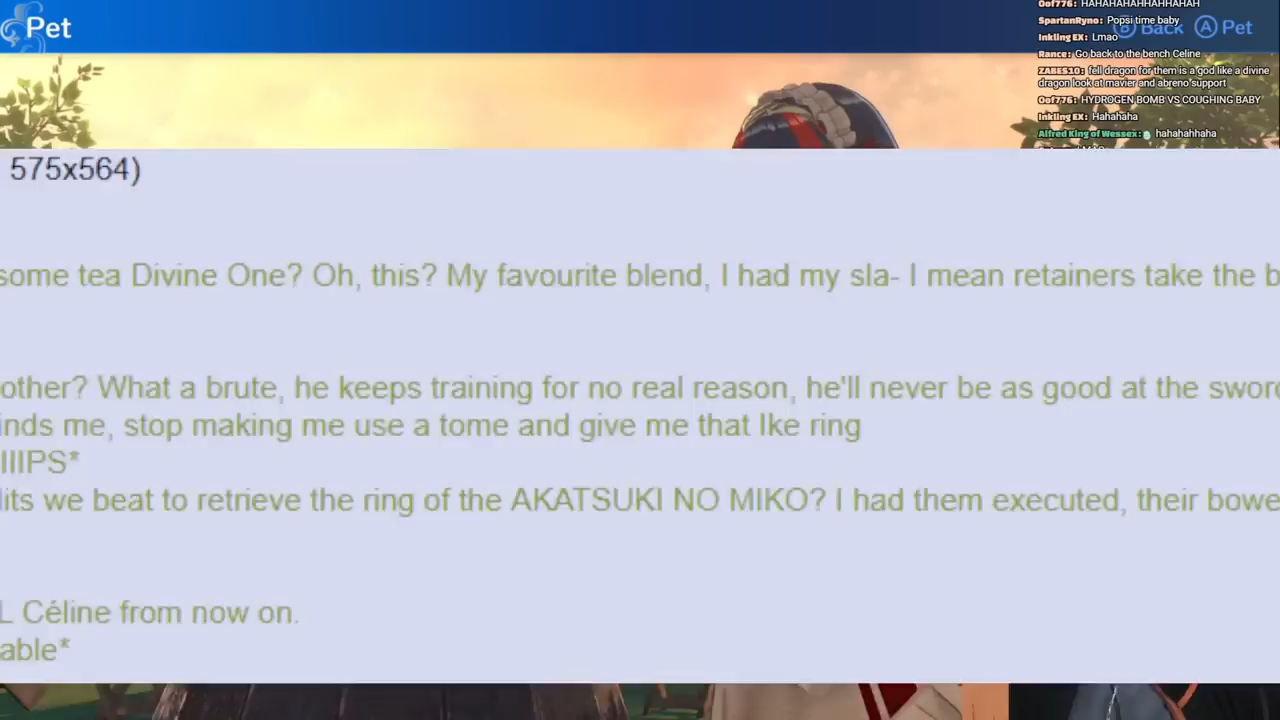 Pet
Oof776: HAHAHAHAHHAHHAHAH
SpartanRyno: Popsi time baby
B Back A Pet
Inkling EX: Lmao
Rance: Go back to the bench Celine
ZABES10: fell dragon for them is a god like a divine
dragon look at mavier and abreno support
Oof776: HYDROGEN BOMB VS COUGHING BABY
Inkling EX: Hahahaha
Alfred King of Wessex: hahahahhaha
575x564)
some tea Divine One? Oh, this? My favourite blend, I had my sla- I mean retainers take the b
other? What a brute, he keeps training for no real reason, he'll never be as good at the sword
inds me, stop making me use a tome and give me that Ike ring
IIIPS*
lits we beat to retrieve the ring of the AKATSUKI NO MIKO? I had them executed, their bowe
L Céline from now on.
able*